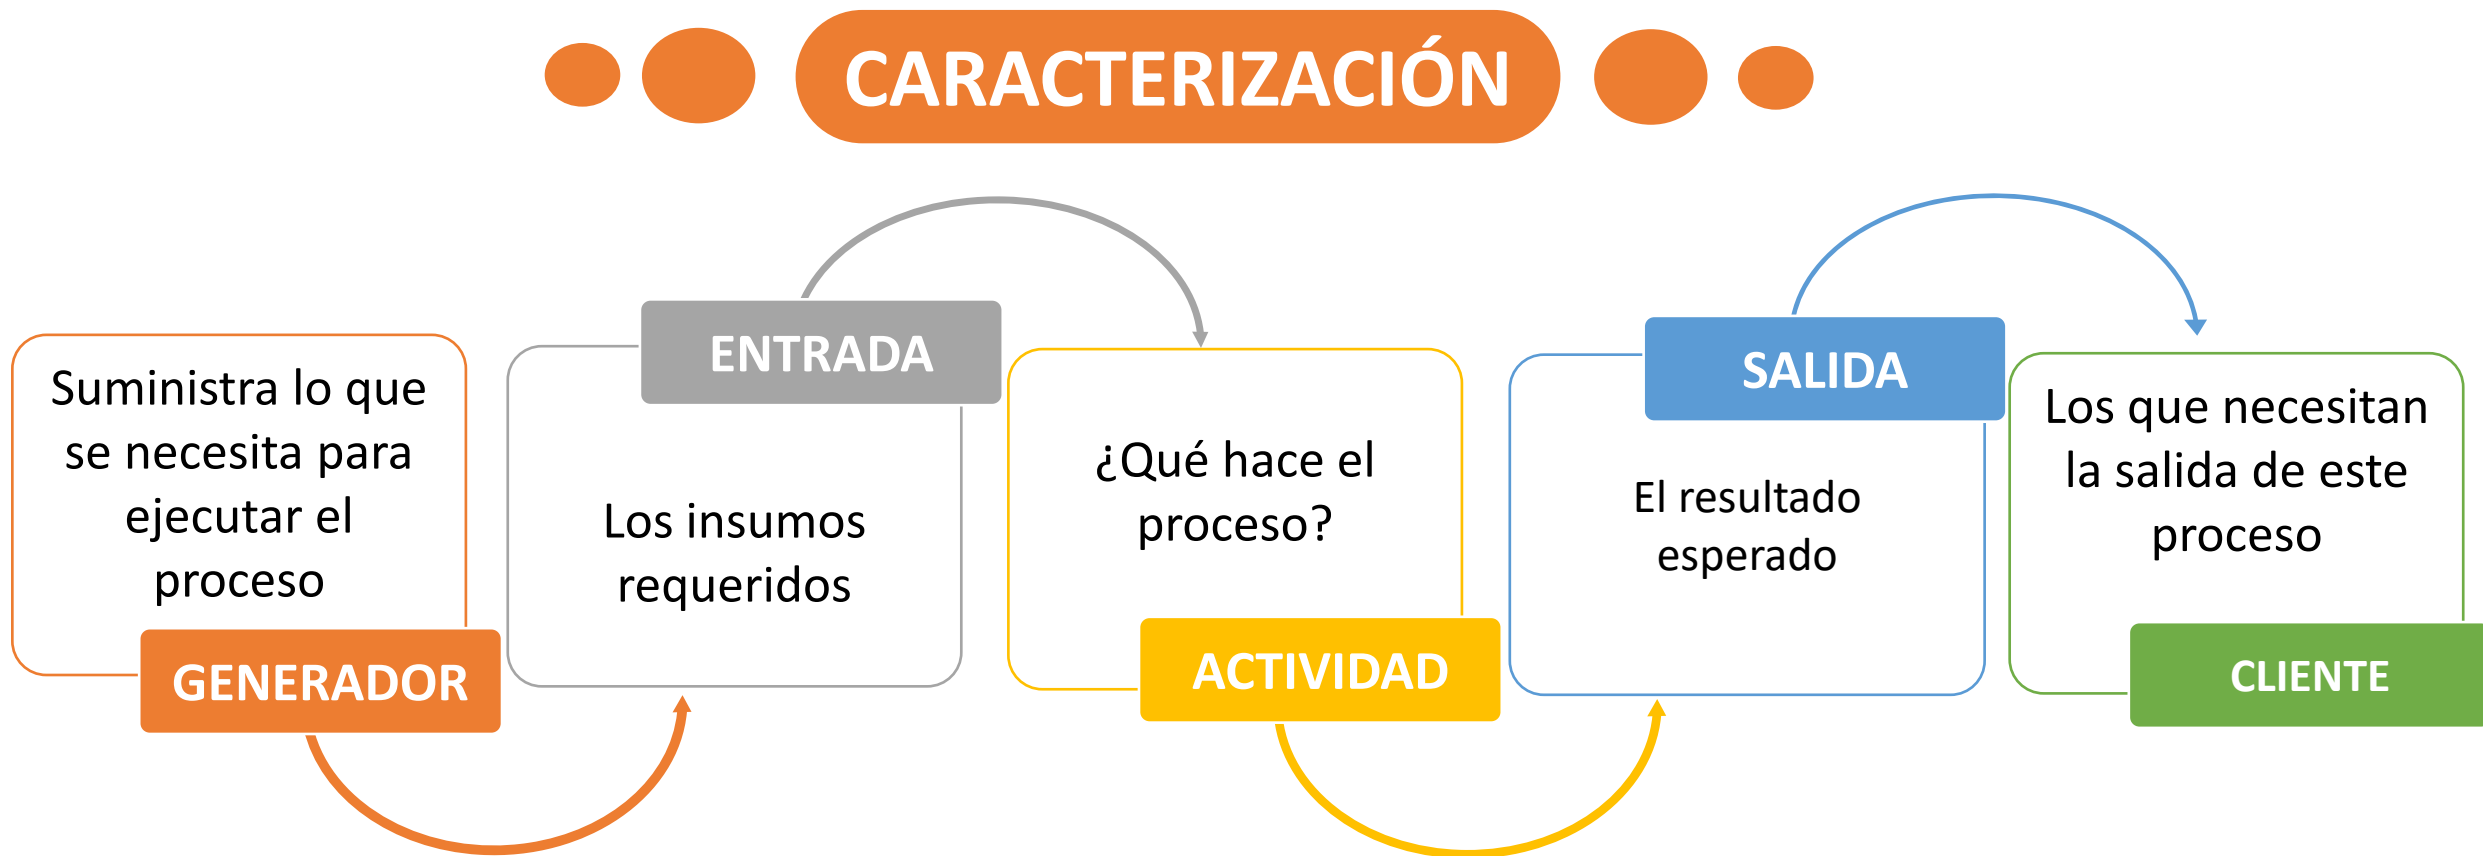 CARACTERIZACIÓN
Suministra lo que
se necesita para
ejecutar el
proceso
GENERADOR
ENTRADA
Los insumos
requeridos
¿Qué hace el
proceso?
ACTIVIDAD
SALIDA
El resultado
esperado
Los que necesitan
la salida de este
proceso
CLIENTE